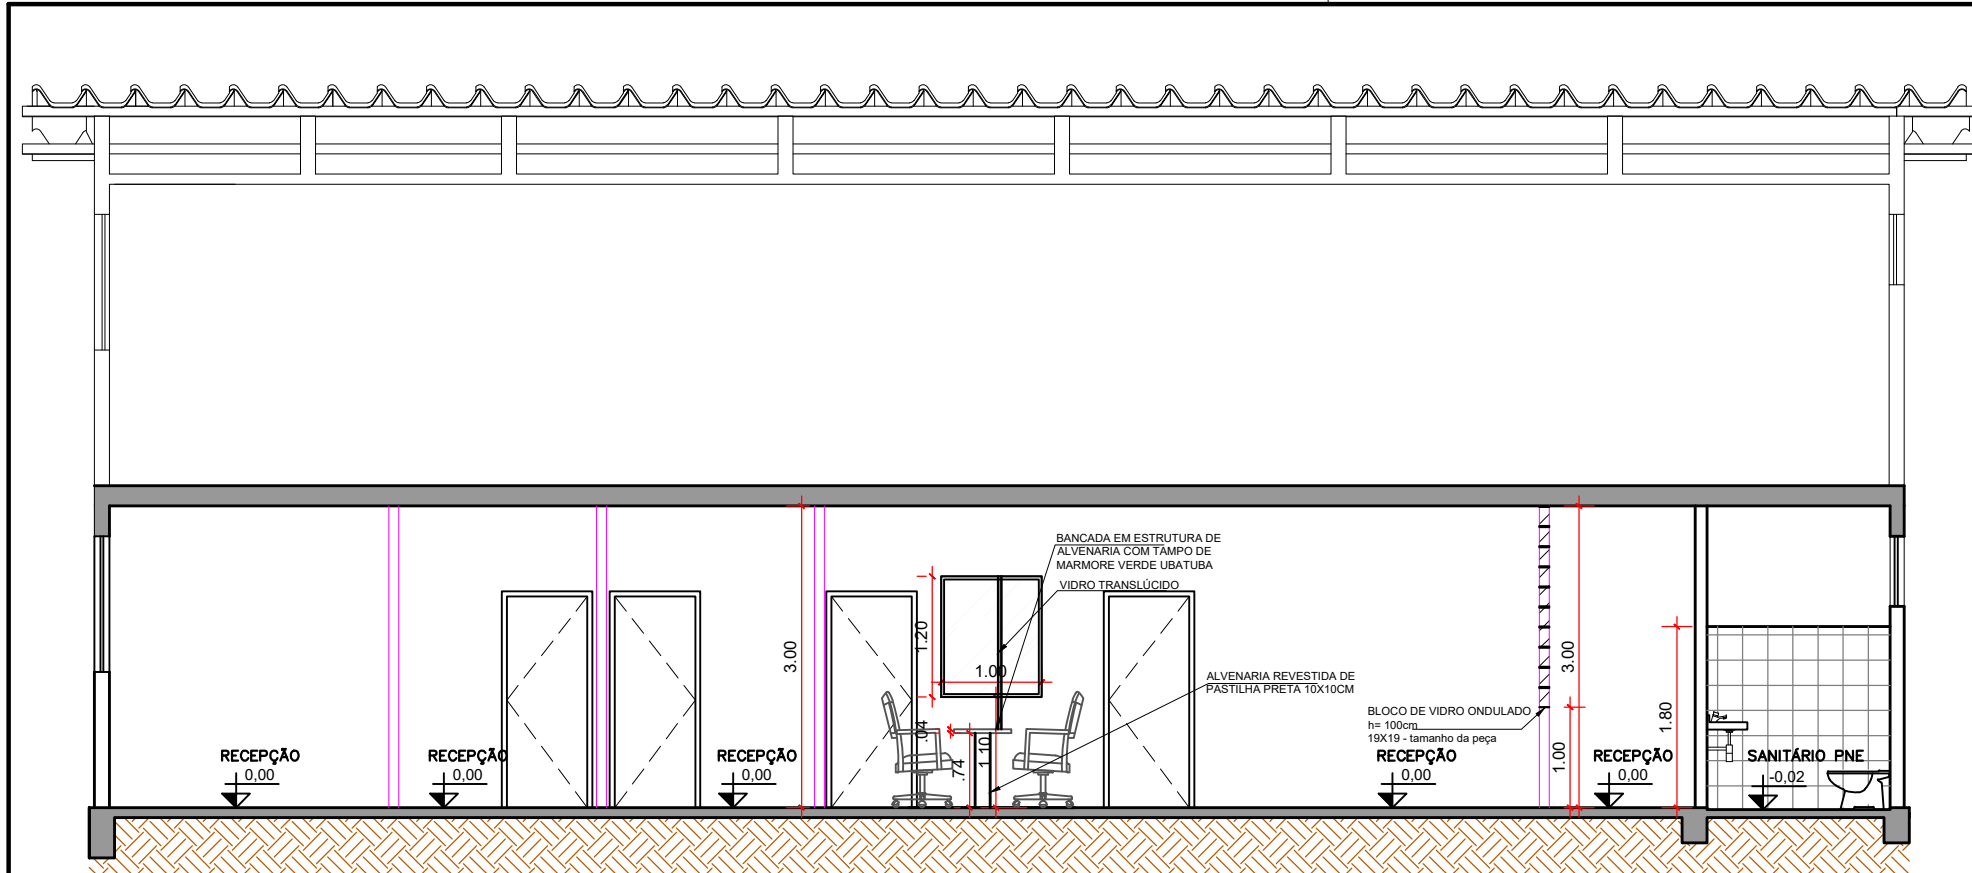 BANCADA EM ESTRUTURA DE
ALVENARIA COM TAMPO DE
MARMORE VERDE UBATUBA
VIDRO TRANSLÚCIDO
1.20
1.00
3.00
3.00
ALVENARIA REVESTIDA DE
PASTILHA PRETA 10X10CM
BLOCO DE VIDRO ONDULADO
h= 100cm
19X19 - tamanho da peça
1.80
.04
1.10
.74
1.00
RECEPÇÃO
0,00
RECEPÇÃO
0,00
RECEPÇÃO
0,00
RECEPÇÃO
0,00
RECEPÇÃO
0,00
SANITÁRIO PNE
-0,02